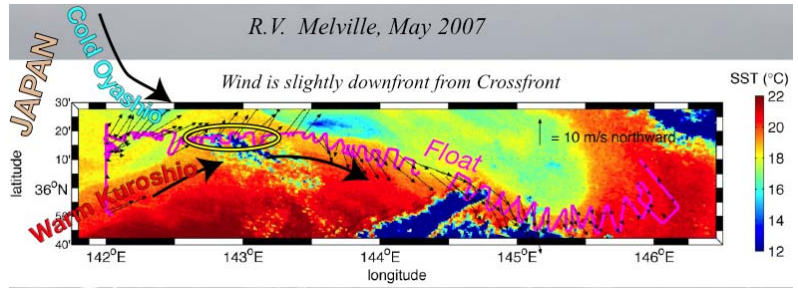 R.V. Melville, May 2007
JAPAN
Cold Oyashio
Wind is slightly downfront from Crossfront
SST (°C)
30'
20'
10'
36°N
50'
40'
latitude
Warm Kuroshio
Float
= 10 m/s northward
142°E
143°E
144°E
145°E
146°E
longitude
22
20
18
16
14
12